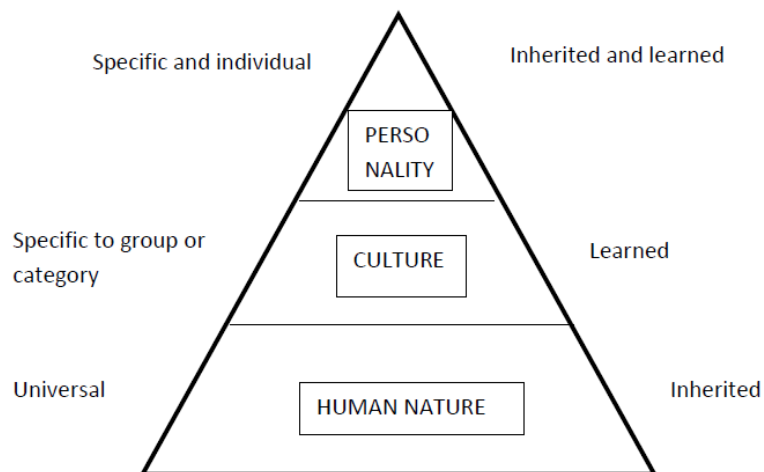 Specific and individual
Inherited and learned
PERSO
NALITY
Specific to group or
category
CULTURE
Learned
Universal
HUMAN NATURE
Inherited